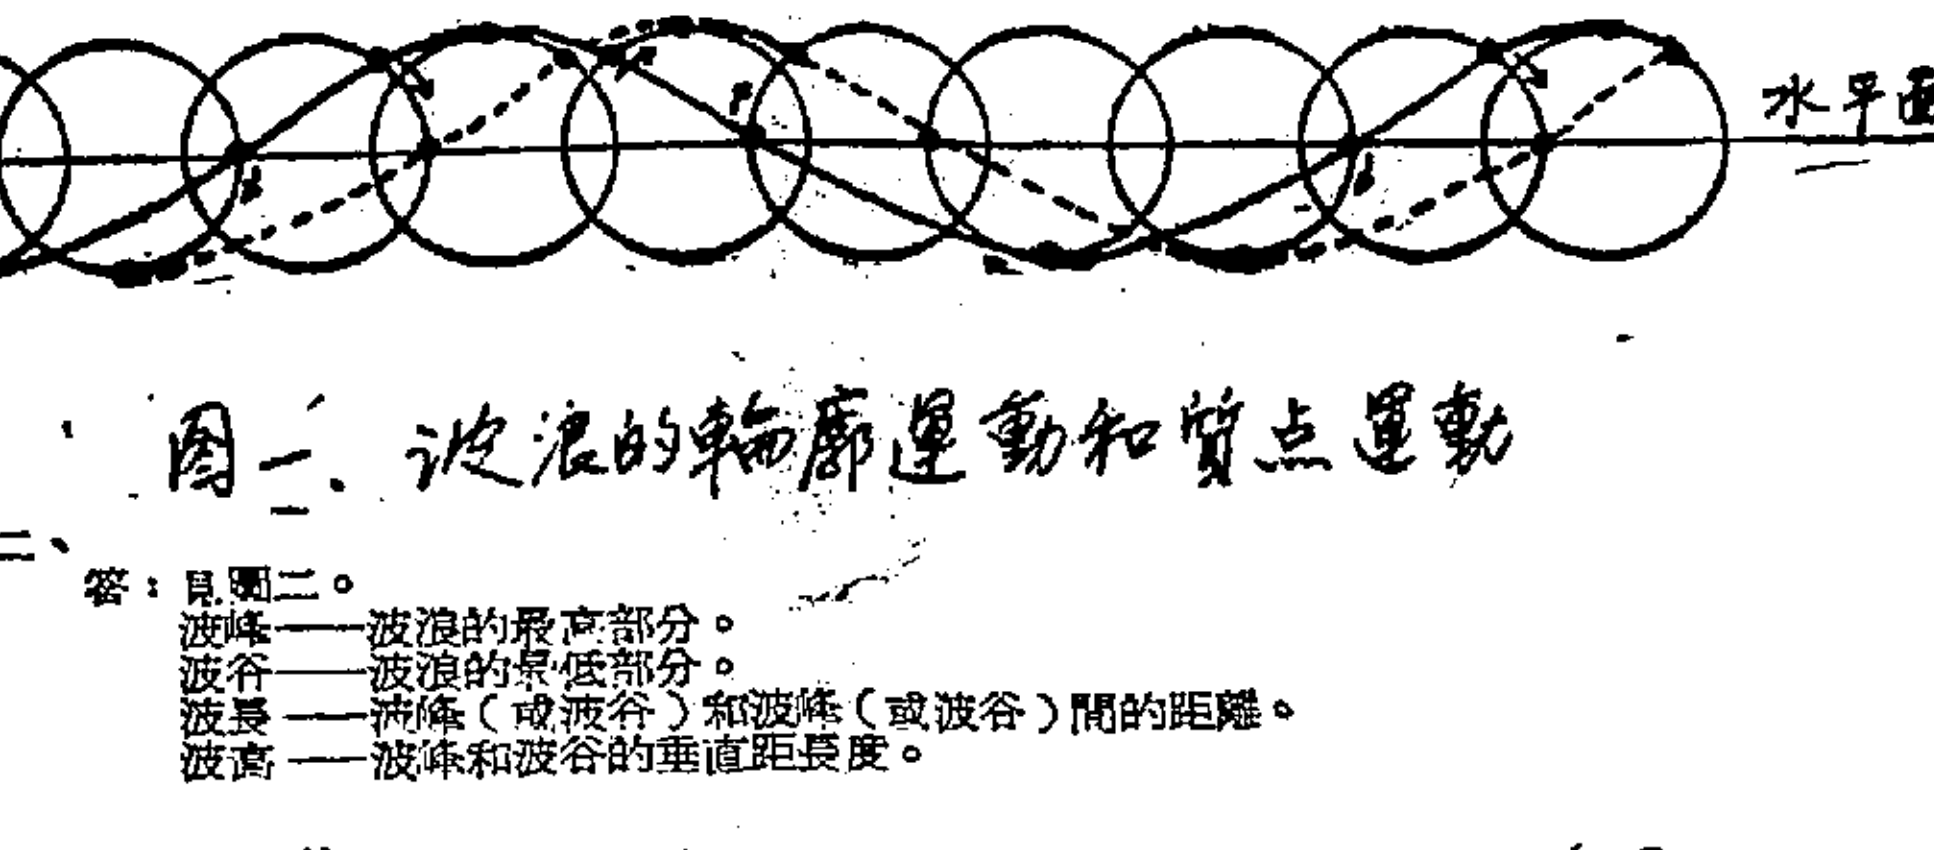 水平面
图一、波浪的輪廓運動和質点運動
二、
答：見圖二。
波峰——波浪的最高部分。
波谷——波浪的最低部分。
波長——波峰（或波谷）和波峰（或波谷）間的距離。
波高——波峰和波谷的垂直距長度。